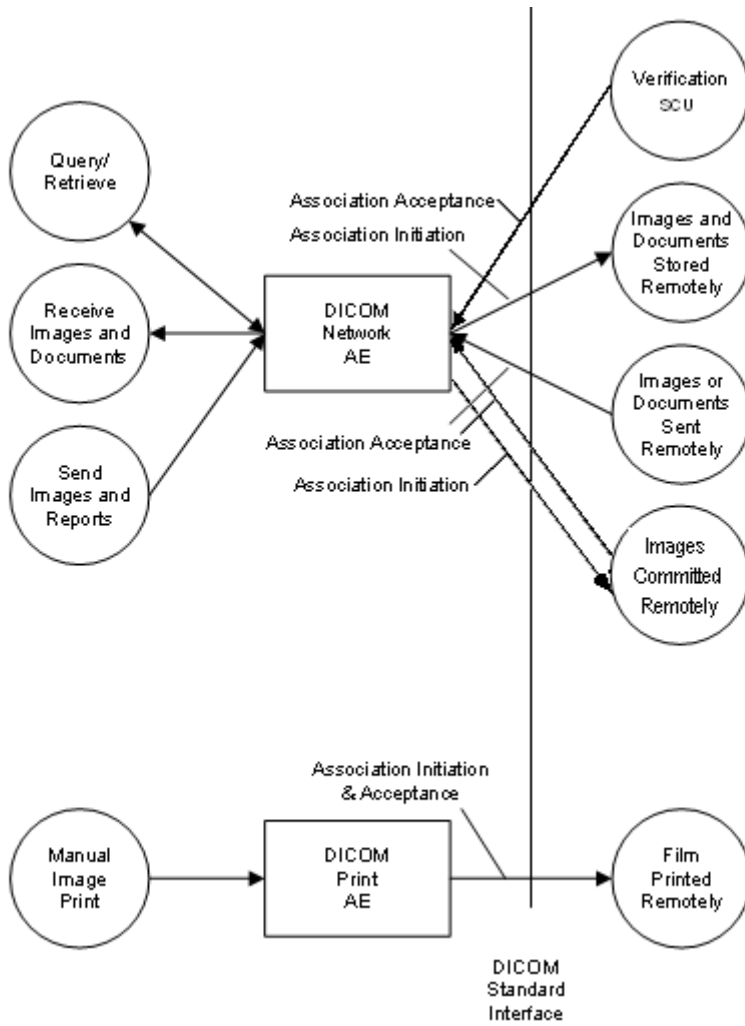 Verification
SCU
Query/
Retrieve
Association Acceptance
Association Initiation
Images and
Documents
Stored
Remotely
Receive
Images and
Documents
DICOM
Network
AE
Images or
Documents
Sent
Remotely
Association Acceptance
Association Initiation
Send
Images and
Reports
Images
Committed
Remotely
Association Initiation
& Acceptance
Manual
Image
Print
DICOM
Print
AE
Film
Printed
Remotely
DICOM
Standard
Interface